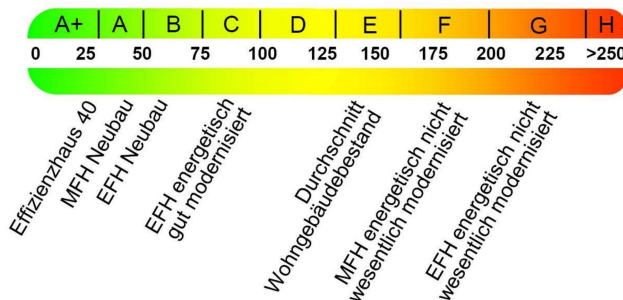 A+ A B C D E F G H
0 25 50 75 100 125 150 175 200 225 >250
Effizienzhaus 40
MFH Neubau
EFH Neubau
EFH energetisch
gut modernisiert
Durchschnitt
Wohngebäudebestand
MFH energetisch nicht
wesentlich modernisiert
EFH energetisch nicht
wesentlich modernisiert